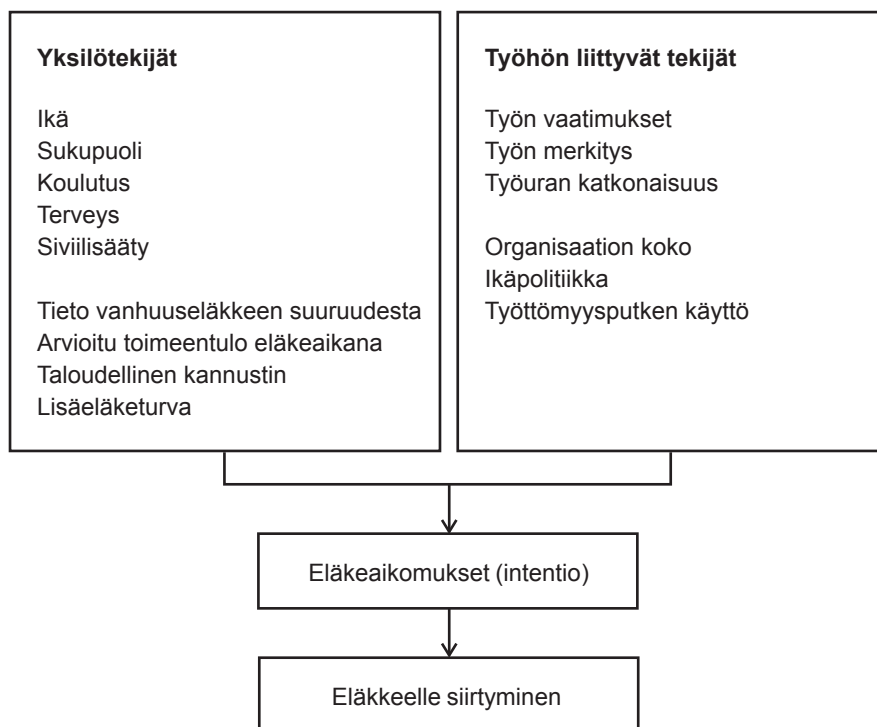 Yksilötekijät
Ikä
Sukupuoli
Koulutus
Terveys
Siviilisääty
Tieto vanhuuseläkkeen suuruudesta
Arvioitu toimeentulo eläkeaikana
Taloudellinen kannustin
Lisäeläketurva
Työhön liittyvät tekijät
Työn vaatimukset
Työn merkitys
Työuran katkonaisuus
Organisaation koko
Ikäpolitiikka
Työttömyysputken käyttö
Eläkeaikomukset (intentio)
Eläkkeelle siirtyminen